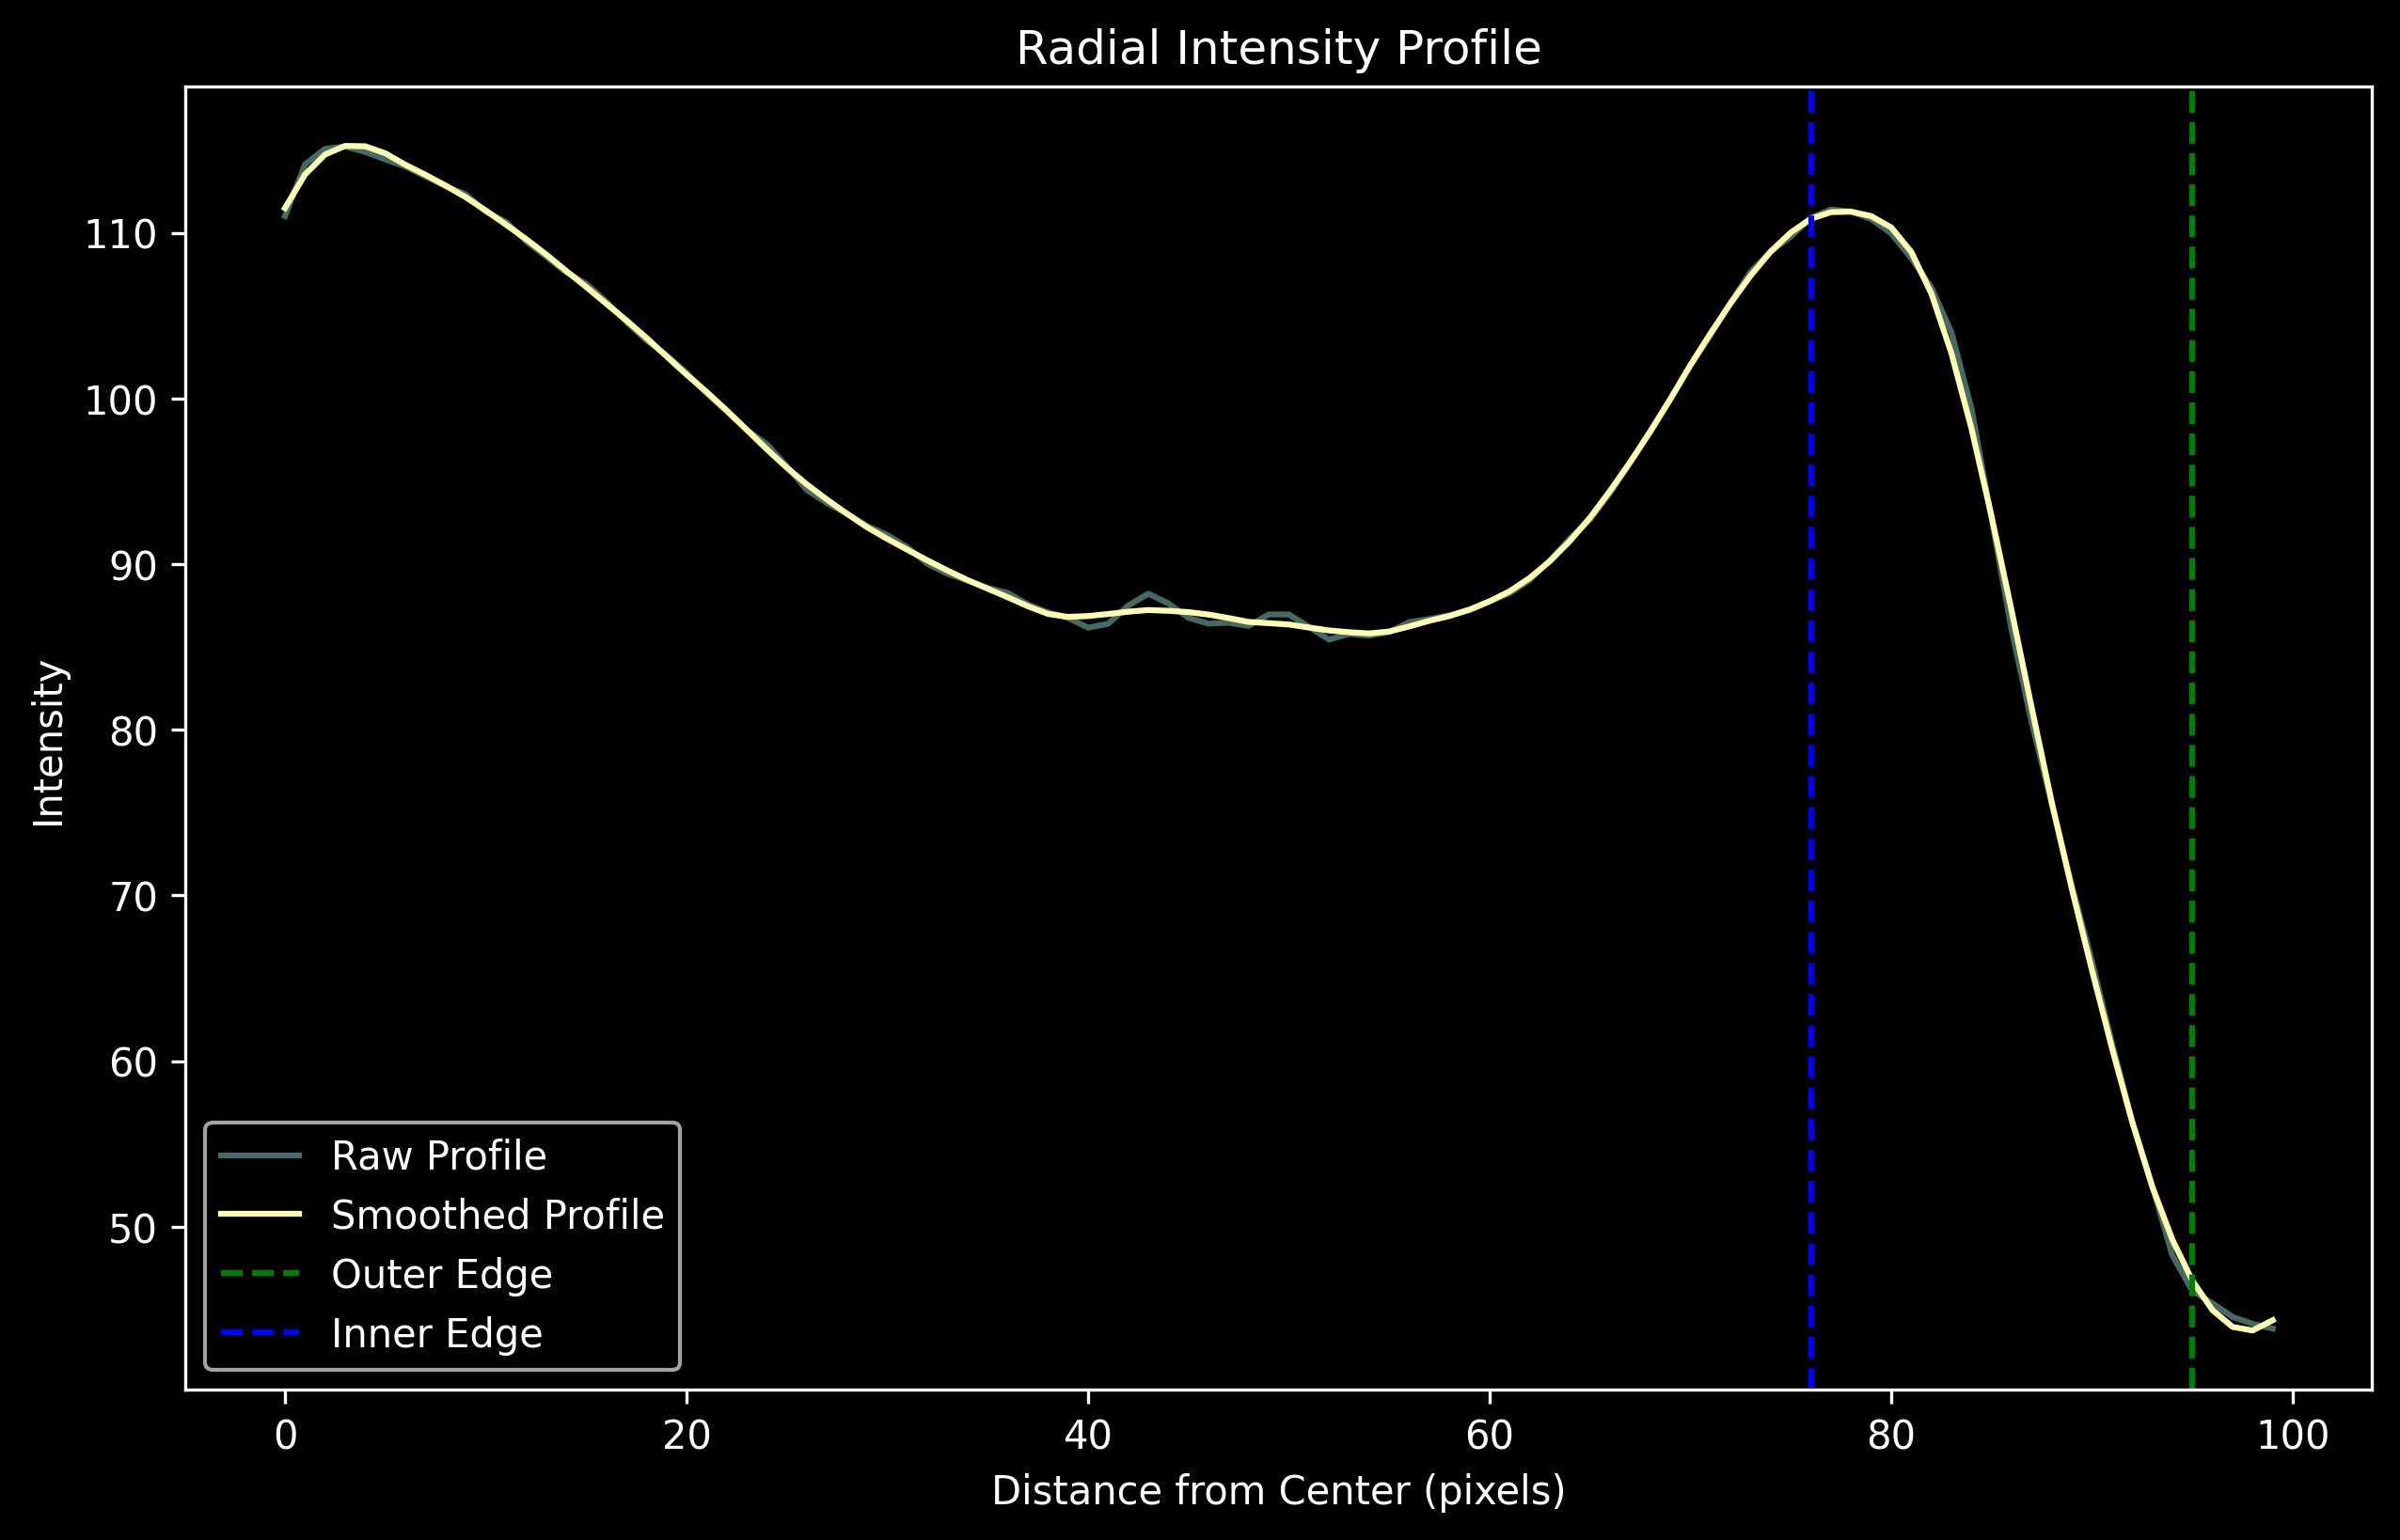 Radial Intensity Profile
110
100
90
80
70
60
50
Intensity
Raw Profile
Smoothed Profile
Outer Edge
Inner Edge
0 20 40 60 80 100
Distance from Center (pixels)